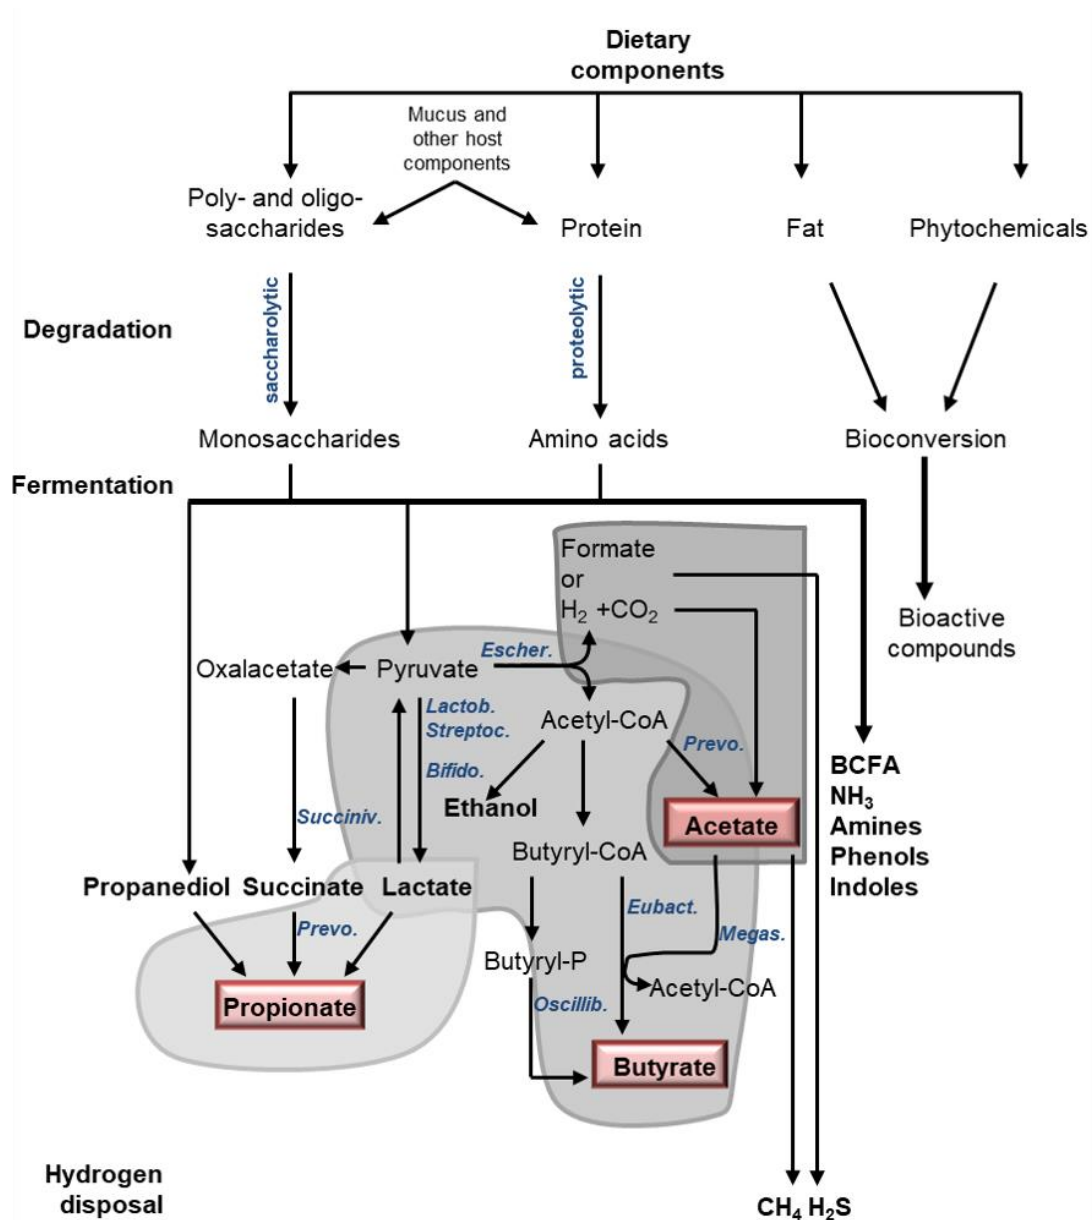 Dietary
components
Mucus and
other host
components
Poly- and oligo-
saccharides
Protein
Fat
Phytochemicals
Degradation
saccharolytic
proteolytic
Monosaccharides
Amino acids
Bioconversion
Fermentation
Formate
or
H₂ +CO₂
Bioactive
compounds
Oxalacetate
Pyruvate
Escher.
Lactob.
Streptoc.
Bifido.
Acetyl-CoA
Prevo.
Ethanol
Acetate
BCFA
NH₃
Amines
Phenols
Indoles
Succiniv.
Butyryl-CoA
Propanediol
Succinate
Lactate
Prevo.
Eubact.
Megas.
Butyryl-P
Acetyl-CoA
Oscillib.
Propionate
Butyrate
Hydrogen
disposal
CH₄ H₂S